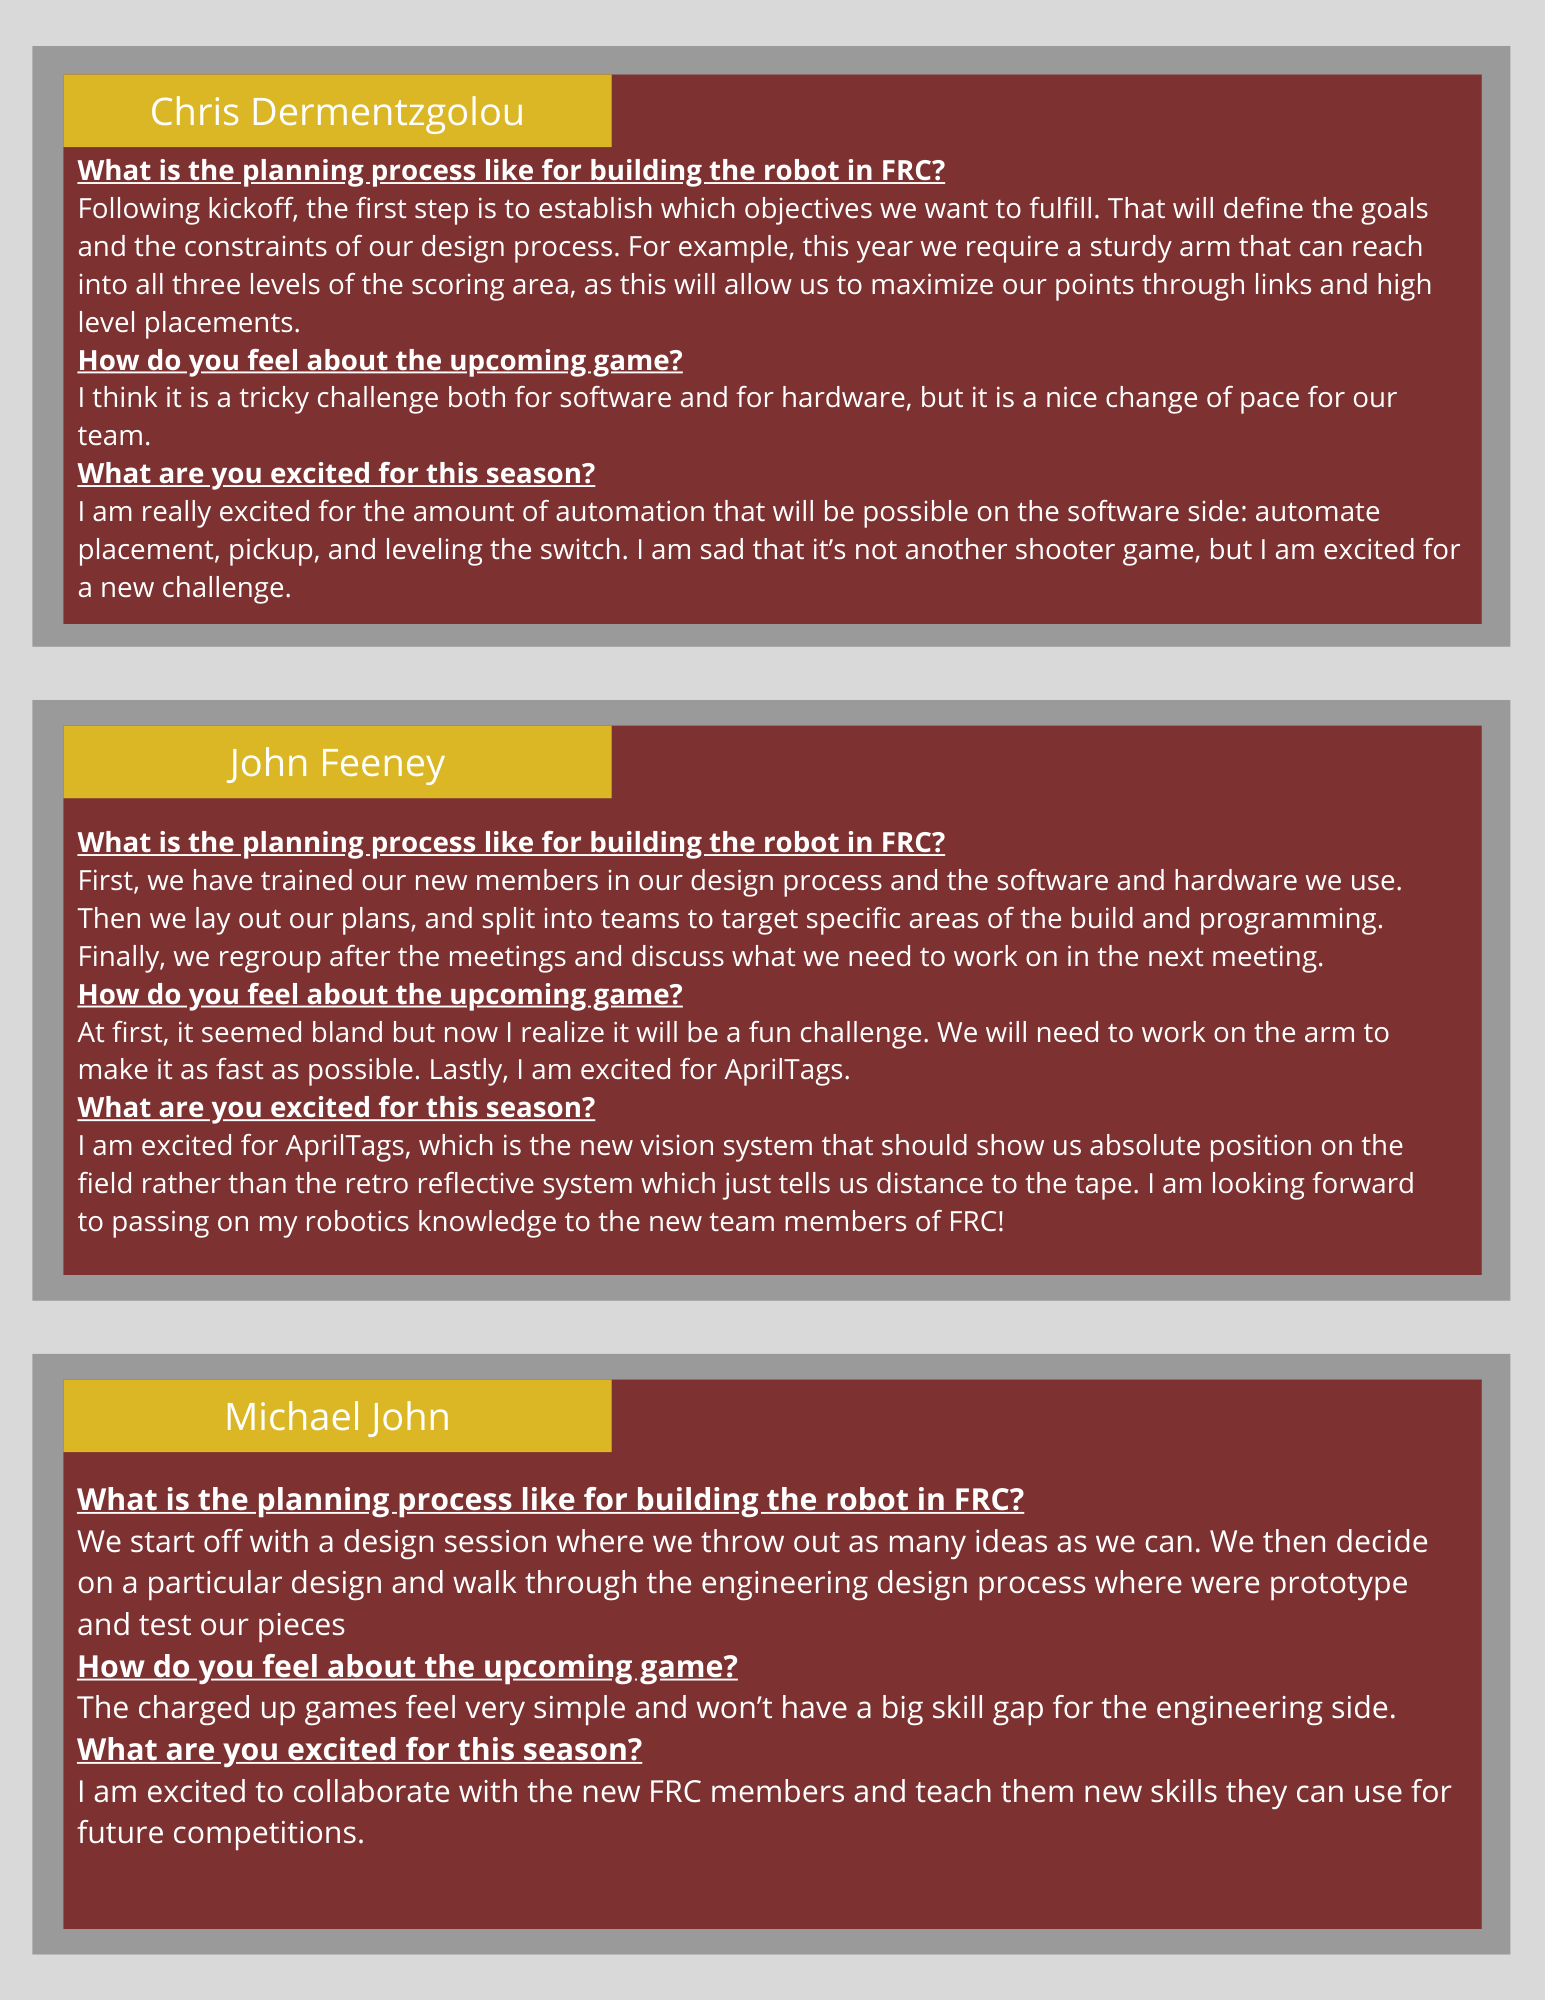 Chris Dermentzgolou
What is the planning process like for building the robot in FRC?
Following kickoff, the first step is to establish which objectives we want to fulfill. That will define the goals
and the constraints of our design process. For example, this year we require a sturdy arm that can reach
into all three levels of the scoring area, as this will allow us to maximize our points through links and high
level placements.
How do you feel about the upcoming game?
I think it is a tricky challenge both for software and for hardware, but it is a nice change of pace for our
team.
What are you excited for this season?
I am really excited for the amount of automation that will be possible on the software side: automate
placement, pickup, and leveling the switch. I am sad that it’s not another shooter game, but I am excited for
a new challenge.
John Feeney
What is the planning process like for building the robot in FRC?
First, we have trained our new members in our design process and the software and hardware we use.
Then we lay out our plans, and split into teams to target specific areas of the build and programming.
Finally, we regroup after the meetings and discuss what we need to work on in the next meeting.
How do you feel about the upcoming game?
At first, it seemed bland but now I realize it will be a fun challenge. We will need to work on the arm to
make it as fast as possible. Lastly, I am excited for AprilTags.
What are you excited for this season?
I am excited for AprilTags, which is the new vision system that should show us absolute position on the
field rather than the retro reflective system which just tells us distance to the tape. I am looking forward
to passing on my robotics knowledge to the new team members of FRC!
Michael John
What is the planning process like for building the robot in FRC?
We start off with a design session where we throw out as many ideas as we can. We then decide
on a particular design and walk through the engineering design process where were prototype
and test our pieces
How do you feel about the upcoming game?
The charged up games feel very simple and won’t have a big skill gap for the engineering side.
What are you excited for this season?
I am excited to collaborate with the new FRC members and teach them new skills they can use for
future competitions.